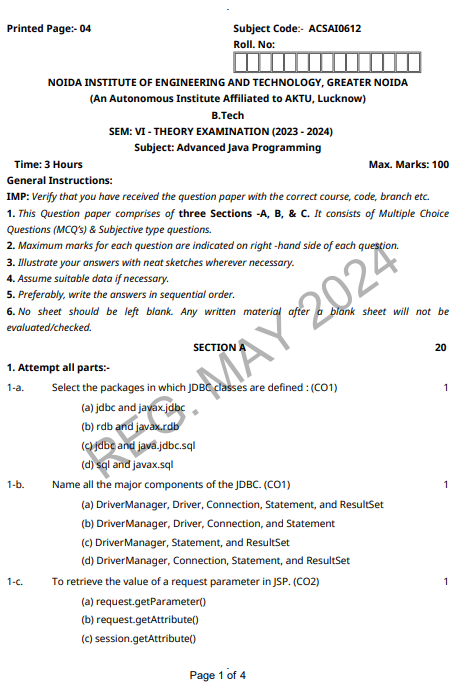 Printed Page:- 04
Subject Code:- ACSAI0612
Roll. No:
NOIDA INSTITUTE OF ENGINEERING AND TECHNOLOGY, GREATER NOIDA
(An Autonomous Institute Affiliated to AKTU, Lucknow)
B.Tech
SEM: VI - THEORY EXAMINATION (2023 - 2024)
Subject: Advanced Java Programming
Time: 3 Hours Max. Marks: 100
General Instructions:
IMP: Verify that you have received the question paper with the correct course, code, branch etc.
1. This Question paper comprises of three Sections -A, B, & C. It consists of Multiple Choice
Questions (MCQ's) & Subjective type questions.
2. Maximum marks for each question are indicated on right -hand side of each question.
3. Illustrate your answers with neat sketches wherever necessary.
4. Assume suitable data if necessary.
5. Preferably, write the answers in sequential order.
6. No sheet should be left blank. Any written material after a blank sheet will not be
evaluated/checked.
REG. MAY 2024
SECTION A 20
1. Attempt all parts:-
1-a. Select the packages in which JDBC classes are defined : (CO1) 1
(a) jdbc and javax.jdbc
(b) rdb and javax.rdb
(c) jdbc and java.jdbc.sql
(d) sql and javax.sql
1-b. Name all the major components of the JDBC. (CO1) 1
(a) DriverManager, Driver, Connection, Statement, and ResultSet
(b) DriverManager, Driver, Connection, and Statement
(c) DriverManager, Statement, and ResultSet
(d) DriverManager, Connection, Statement, and ResultSet
1-c. To retrieve the value of a request parameter in JSP. (CO2) 1
(a) request.getParameter()
(b) request.getAttribute()
(c) session.getAttribute()
Page 1 of 4